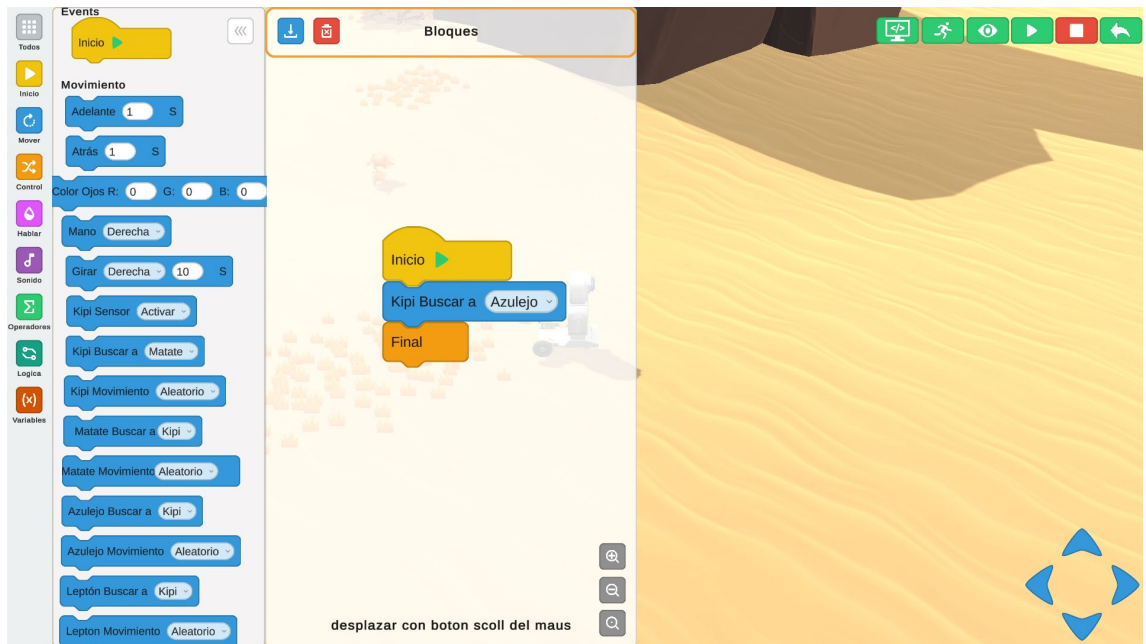 Todos
Inicio
Mover
Control
Hablar
Sonido
Operadores
Logica
(x)
Variables
Events
Inicio
Movimiento
Adelante 1 S
Atrás 1 S
Color Ojos R: 0 G: 0 B: 0
Mano Derecha
Girar Derecha 10 S
Kipi Sensor Activar
Kipi Buscar a Matate
Kipi Movimiento Aleatorio
Matate Buscar a Kipi
Matate Movimiento Aleatorio
Azulejo Buscar a Kipi
Azulejo Movimiento Aleatorio
Leptón Buscar a Kipi
Lepton Movimiento Aleatorio
Bloques
Inicio
Kipi Buscar a Azulejo
Final
desplazar con boton scoll del maus